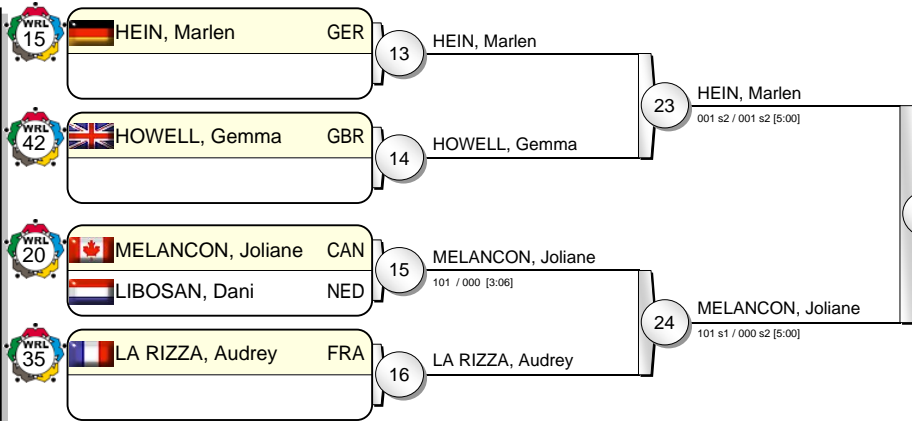 WRL
15
HEIN, Marlen GER
13
HEIN, Marlen
23
HEIN, Marlen
001 s2 / 001 s2 [5:00]
WRL
42
HOWELL, Gemma GBR
14
HOWELL, Gemma
WRL
20
MELANCON, Joliane CAN
LIBOSAN, Dani NED
15
MELANCON, Joliane
101 / 000 [3:06]
24
MELANCON, Joliane
101 s1 / 000 s2 [5:00]
WRL
35
LA RIZZA, Audrey FRA
16
LA RIZZA, Audrey